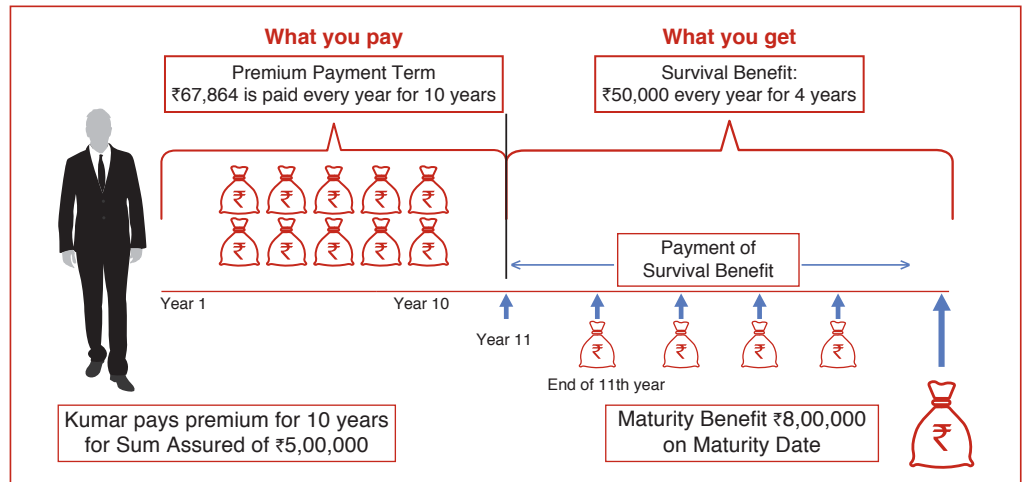 What you pay
Premium Payment Term
₹67,864 is paid every year for 10 years
What you get
Survival Benefit:
₹50,000 every year for 4 years
₹ ₹ ₹ ₹ ₹
₹ ₹ ₹ ₹ ₹
Payment of
Survival Benefit
Year 1
Year 10
Year 11
₹ ₹ ₹ ₹
End of 11th year
Kumar pays premium for 10 years
for Sum Assured of ₹5,00,000
Maturity Benefit ₹8,00,000
on Maturity Date
₹